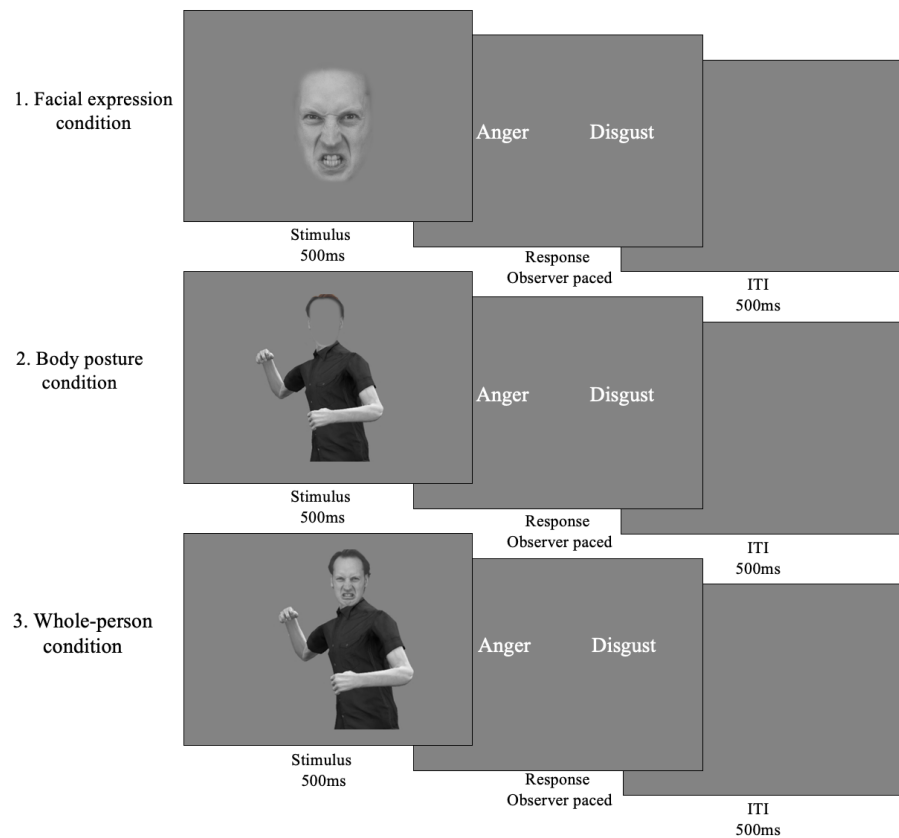 1. Facial expression
condition
Anger
Disgust
Stimulus
500ms
Response
Observer paced
ITI
500ms
2. Body posture
condition
Anger
Disgust
Stimulus
500ms
Response
Observer paced
ITI
500ms
3. Whole-person
condition
Anger
Disgust
Stimulus
500ms
Response
Observer paced
ITI
500ms